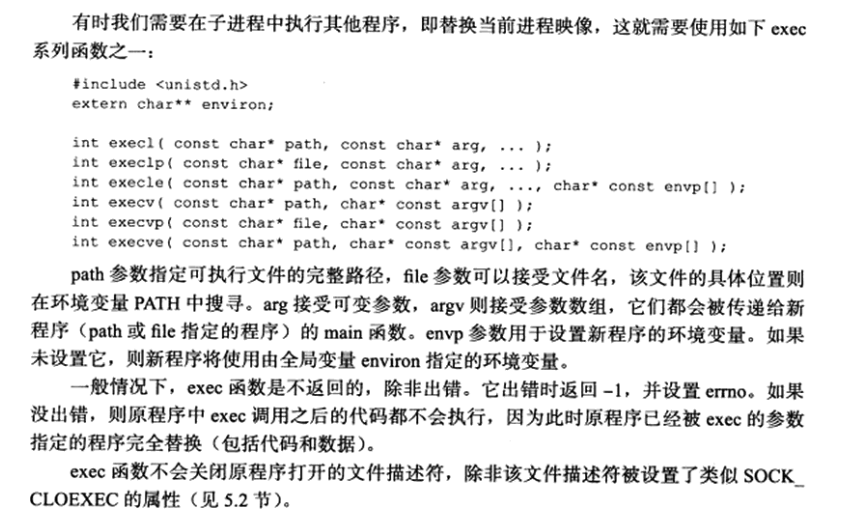 有时我们需要在子进程中执行其他程序，即替换当前进程映像，这就需要使用如下 exec
系列函数之一：
#include <unistd.h>
extern char** environ;
int execl( const char* path, const char* arg, ... );
int execlp( const char* file, const char* arg, ... );
int execle( const char* path, const char* arg, ..., char* const envp[] );
int execv( const char* path, char* const argv[] );
int execvp( const char* file, char* const argv[] );
int execve( const char* path, char* const argv[], char* const envp[] );
path 参数指定可执行文件的完整路径，file 参数可以接受文件名，该文件的具体位置则
在环境变量 PATH 中搜寻。arg 接受可变参数，argv 则接受参数数组，它们都会被传递给新
程序（path 或 file 指定的程序）的 main 函数。envp 参数用于设置新程序的环境变量。如果
未设置它，则新程序将使用由全局变量 environ 指定的环境变量。
一般情况下，exec 函数是不返回的，除非出错。它出错时返回 -1，并设置 errno。如果
没出错，则原程序中 exec 调用之后的代码都不会执行，因为此时原程序已经被 exec 的参数
指定的程序完全替换（包括代码和数据）。
exec 函数不会关闭原程序打开的文件描述符，除非该文件描述符被设置了类似 SOCK_
CLOEXEC 的属性（见 5.2 节）。